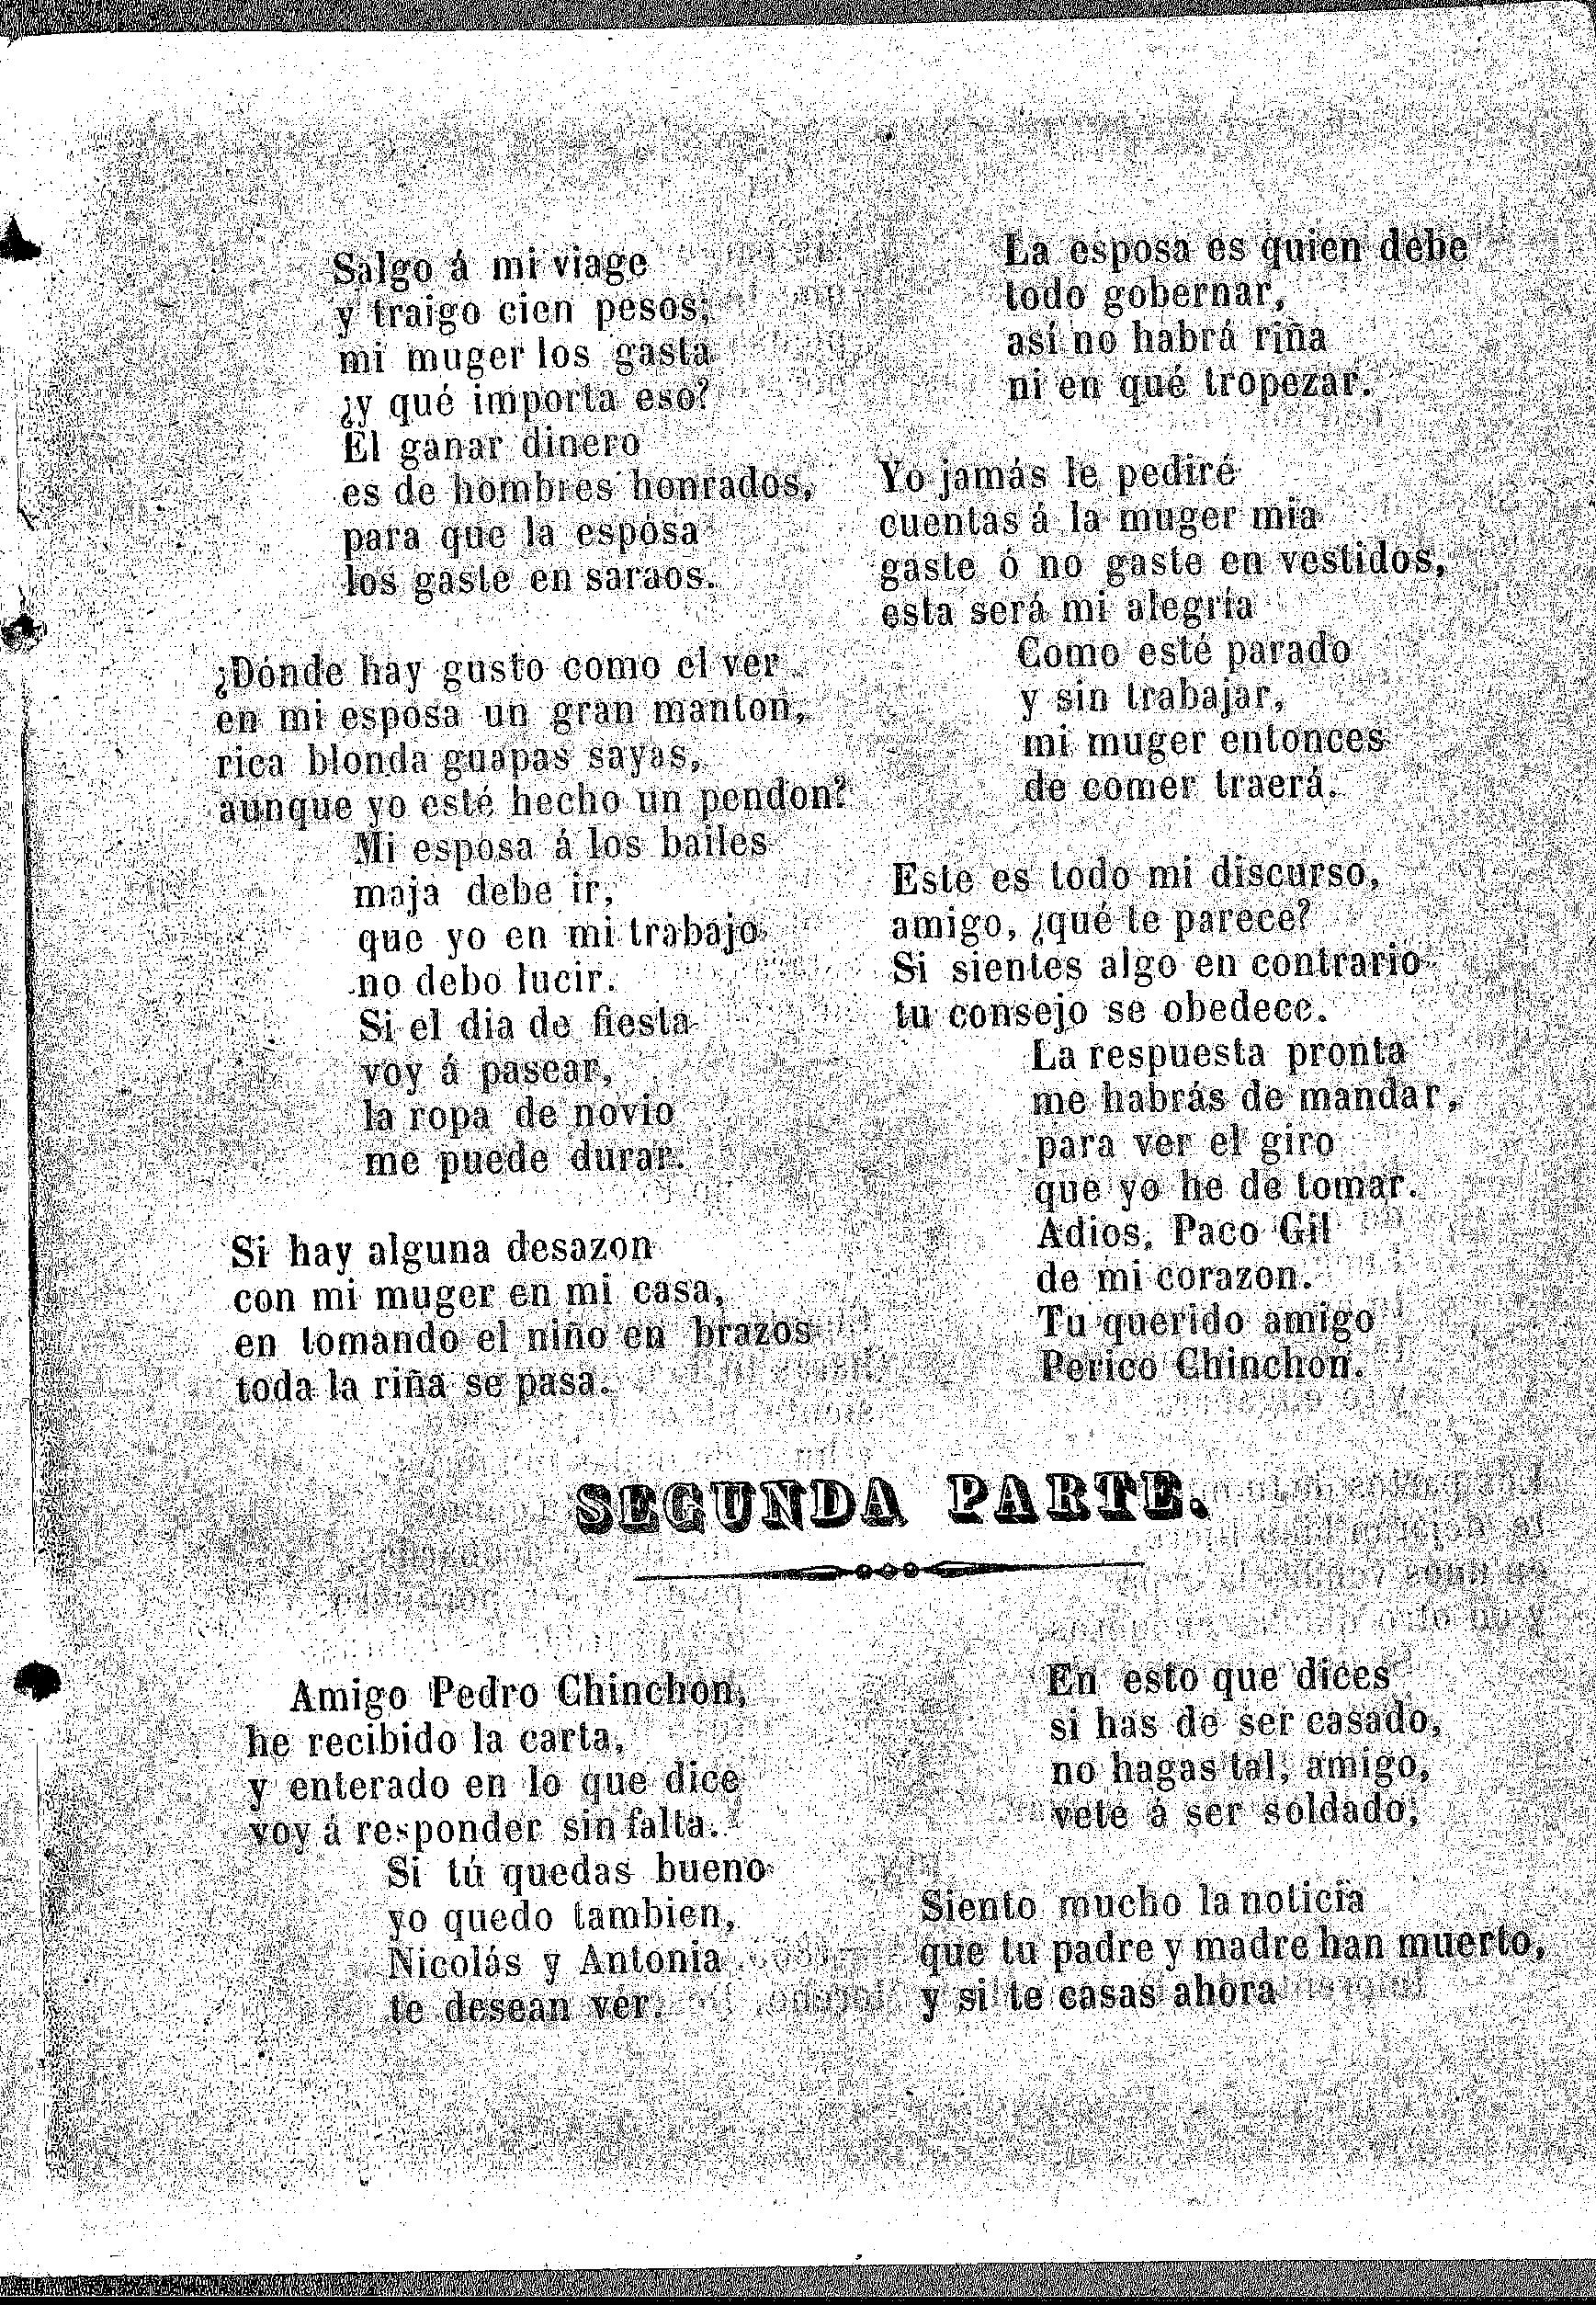 Salgo á mi viage
y traigo cien pesos;
mi muger los gasta
¿y qué importa eso?
El ganar dinero
es de hombres honrados,
para que la esposa
los gaste en saraos.
¿Dónde hay gusto como el ver
en mi esposa un gran manton,
rica blonda guapas sayas,
aunque yo esté hecho un pendon?
Mi esposa á los bailes
maja debe ir,
que yo en mi trabajo
no debo lucir.
Si el dia de fiesta
voy á pasear,
la ropa de novio
me puede durar.
Si hay alguna desazon
con mi muger en mi casa,
en tomando el niño en brazos
toda la riña se pasa.
La esposa es quien debe
todo gobernar,
así no habrá riña
ni en qué tropezar.
Yo jamás le pediré
cuentas á la muger mia
gaste ó no gaste en vestidos,
esta será mi alegría
Como esté parado
y sin trabajar,
mi muger entonces
de comer traerá.
Este es todo mi discurso,
amigo, ¿qué te parece?
Si sientes algo en contrario
tu consejo se obedece.
La respuesta pronta
me habrás de mandar,
para ver el giro
que yo he de tomar.
Adios, Paco Gil
de mi corazon.
Tu querido amigo
Perico Chinchon.
SEGUNDA PARTE.
Amigo Pedro Chinchon,
he recibido la carta,
y enterado en lo que dice
voy á responder sin falta.
Si tú quedas bueno
yo quedo tambien,
Nicolás y Antonia
te desean ver.
En esto que dices
si has de ser casado,
no hagas tal, amigo,
vete á ser soldado;
Siento mucho la noticia
que tu padre y madre han muerto,
y si te casas ahora